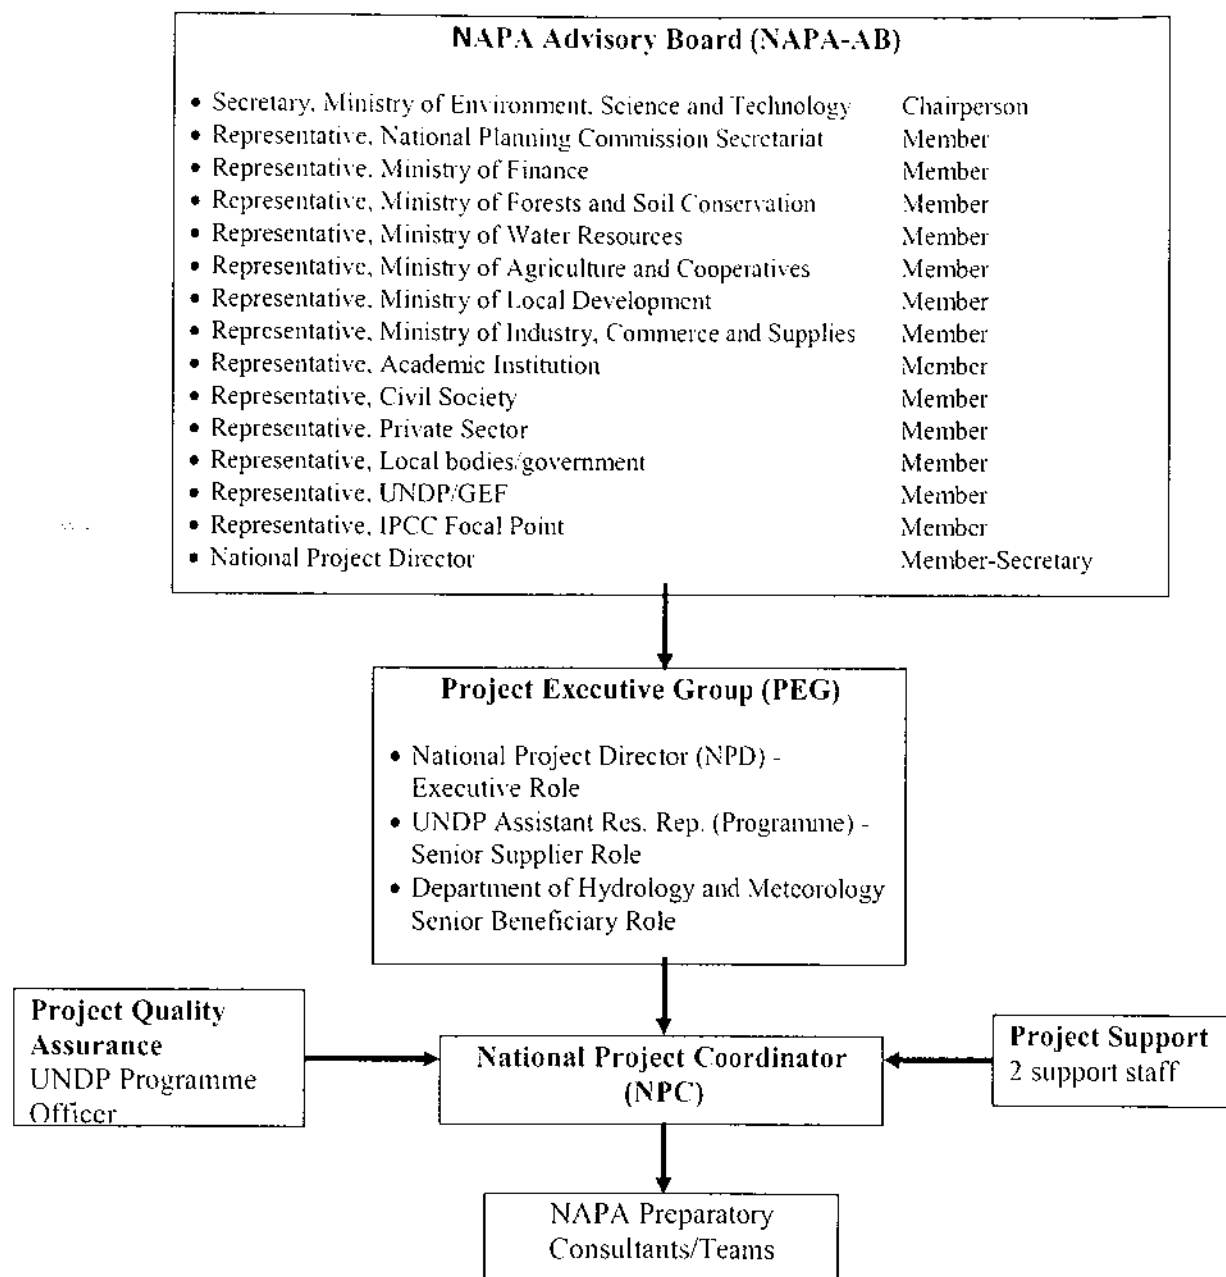 NAPA Advisory Board (NAPA-AB)
• Secretary, Ministry of Environment, Science and Technology Chairperson
• Representative, National Planning Commission Secretariat Member
• Representative, Ministry of Finance Member
• Representative, Ministry of Forests and Soil Conservation Member
• Representative, Ministry of Water Resources Member
• Representative, Ministry of Agriculture and Cooperatives Member
• Representative, Ministry of Local Development Member
• Representative, Ministry of Industry, Commerce and Supplies Member
• Representative, Academic Institution Member
• Representative, Civil Society Member
• Representative, Private Sector Member
• Representative, Local bodies/government Member
• Representative, UNDP/GEF Member
• Representative, IPCC Focal Point Member
• National Project Director Member-Secretary
Project Executive Group (PEG)
• National Project Director (NPD) -
Executive Role
• UNDP Assistant Res. Rep. (Programme) -
Senior Supplier Role
• Department of Hydrology and Meteorology
Senior Beneficiary Role
Project Quality
Assurance
UNDP Programme
Officer
National Project Coordinator
(NPC)
Project Support
2 support staff
NAPA Preparatory
Consultants/Teams